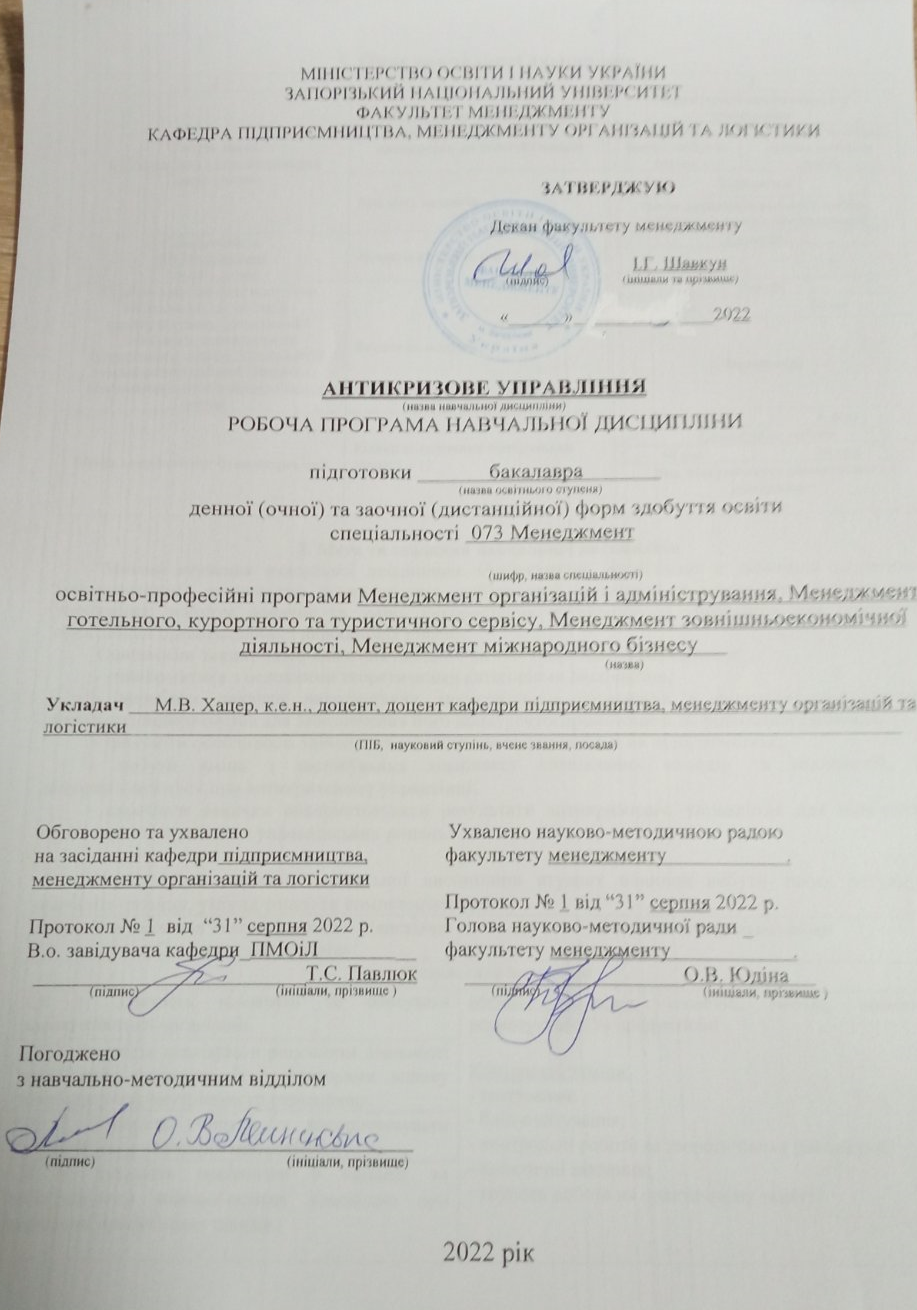 МІНІСТЕРСТВО ОСВІТИ І НАУКИ УКРАЇНИ
ЗАПОРІЗЬКИЙ НАЦІОНАЛЬНИЙ УНІВЕРСИТЕТ
ФАКУЛЬТЕТ МЕНЕДЖМЕНТУ
КАФЕДРА ПІДПРИЄМНИЦТВА, МЕНЕДЖМЕНТУ ОРГАНІЗАЦІЙ ТА ЛОГІСТИКИ
ЗАТВЕРДЖУЮ
Декан факультету менеджменту
І.Г. Шавкун
(підпис) (ініціали та прізвище)
«______» ____________2022
АНТИКРИЗОВЕ УПРАВЛІННЯ
(назва навчальної дисципліни)
РОБОЧА ПРОГРАМА НАВЧАЛЬНОЇ ДИСЦИПЛІНИ
підготовки бакалавра
(назва освітнього ступеня)
денної (очної) та заочної (дистанційної) форм здобуття освіти
спеціальності 073 Менеджмент
(шифр, назва спеціальності)
освітньо-професійні програми Менеджмент організацій і адміністрування, Менеджмент
готельного, курортного та туристичного сервісу, Менеджмент зовнішньоекономічної
діяльності, Менеджмент міжнародного бізнесу
(назва)
Укладач М.В. Хацер, к.е.н., доцент, доцент кафедри підприємництва, менеджменту організацій та
логістики
(ПІБ, науковий ступінь, вчене звання, посада)
Обговорено та ухвалено
на засіданні кафедри підприємництва,
менеджменту організацій та логістики
Протокол № 1 від “31” серпня 2022 р.
В.о. завідувача кафедри ПМОіЛ
Т.С. Павлюк
(підпис) (ініціали, прізвище )
Ухвалено науково-методичною радою
факультету менеджменту
Протокол № 1 від “31” серпня 2022 р.
Голова науково-методичної ради
факультету менеджменту
О.В. Юдіна
(підпис) (ініціали, прізвище )
Погоджено
з навчально-методичним відділом
(підпис) (ініціали, прізвище)
2022 рік